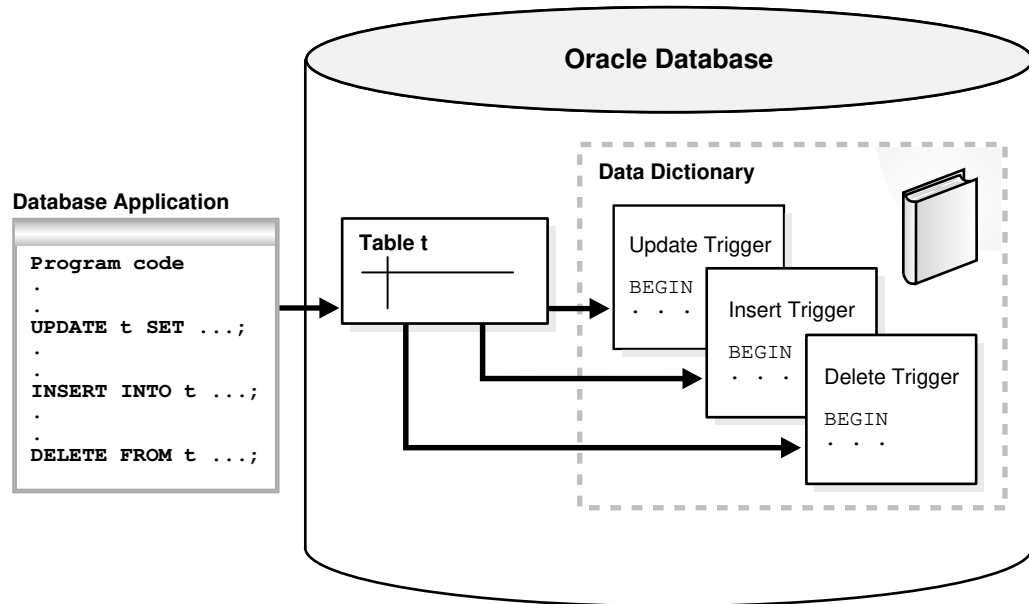 Oracle Database
Data Dictionary
Database Application
Program code
.
.
UPDATE t SET ...;
.
.
INSERT INTO t ...;
.
.
DELETE FROM t ...;
Table t
Update Trigger
BEGIN
. . .
Insert Trigger
BEGIN
. . .
Delete Trigger
BEGIN
. . .